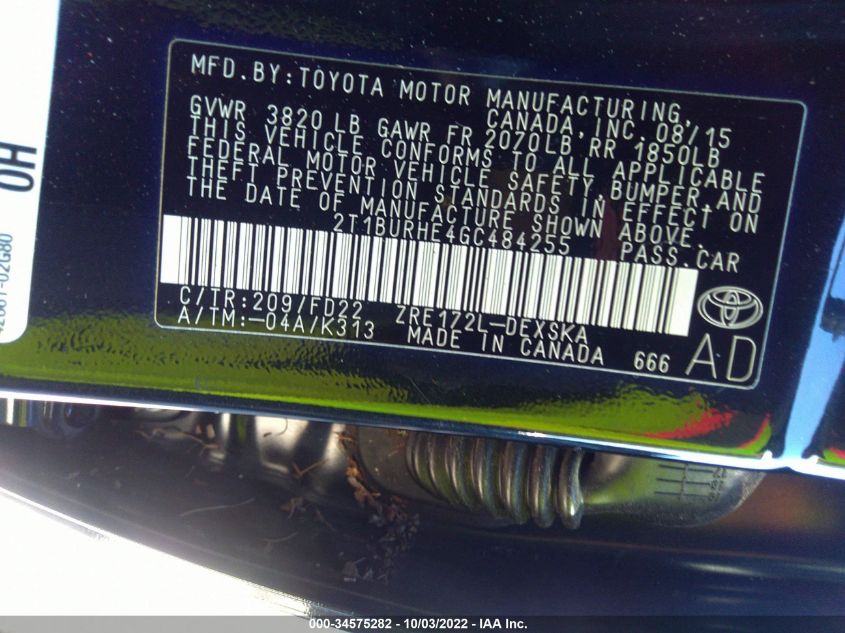 MFD.BY:TOYOTA MOTOR MANUFACTURING,
CANADA,INC. 08/15
GVWR 3820 LB GAWR FR 2070LB RR 1850LB
THIS VEHICLE CONFORMS TO ALL APPLICABLE
FEDERAL MOTOR VEHICLE SAFETY,BUMPER,AND
THEFT PREVENTION STANDARDS IN EFFECT ON
THE DATE OF MANUFACTURE SHOWN ABOVE.
2T1BURHE4GC484255 PASS.CAR
C/TR:209/FD22 ZRE172L-DEXSKA
A/TM:-04A/K313 MADE IN CANADA 666 AD
OH
000-34575282 - 10/03/2022 - IAA Inc.